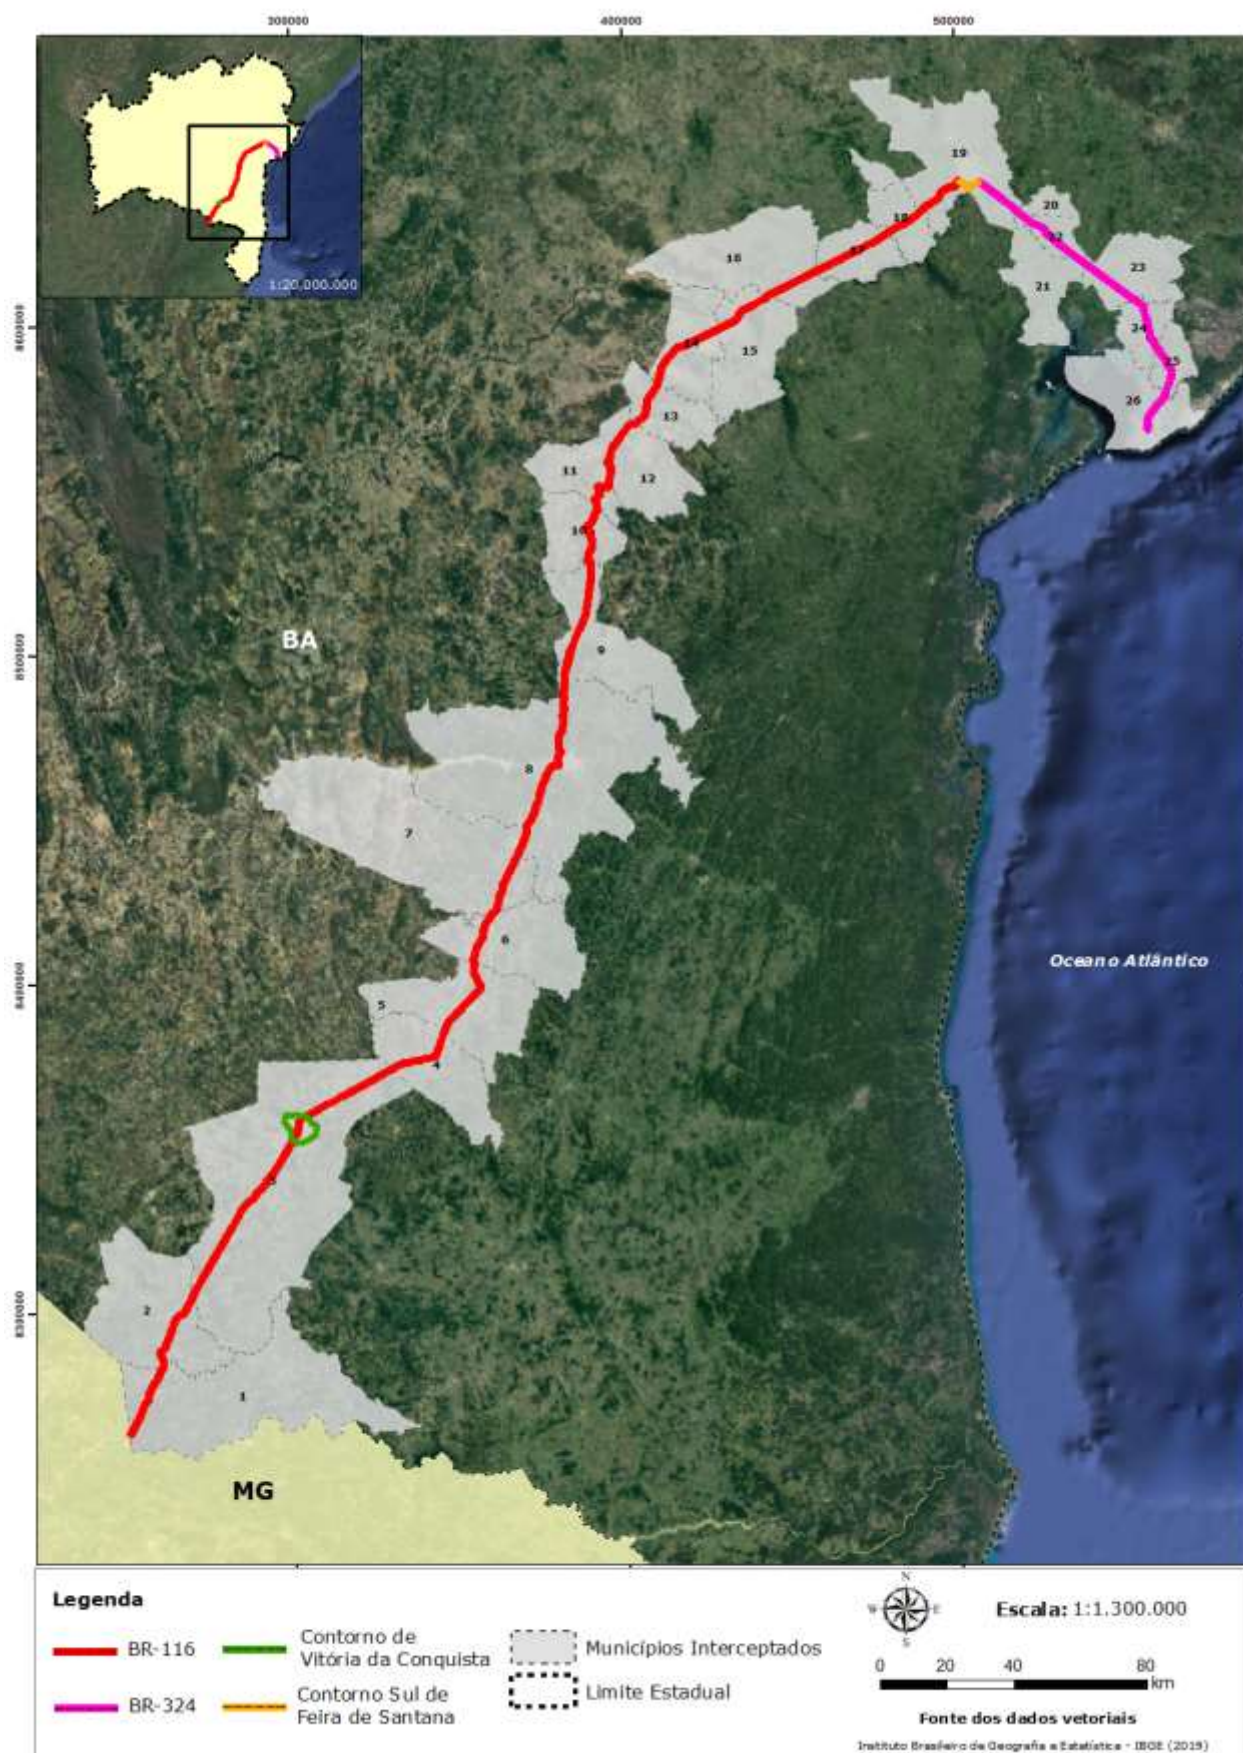 300000
400000
500000
1:20.000.000
19
20
18
22
23
16
17
21
24
14
15
25
26
13
11
12
10
BA
9
8
7
Oceano Atlântico
6
5
4
3
2
1
MG
8600000
8500000
8400000
8300000
Legenda
BR-116
Contorno de
Vitória da Conquista
Municípios Interceptados
BR-324
Contorno Sul de
Feira de Santana
Limite Estadual
N
W
E
S
Escala: 1:1.300.000
0 20 40 80
km
Fonte dos dados vetoriais
Instituto Brasileiro de Geografia e Estatística - IBGE (2019)